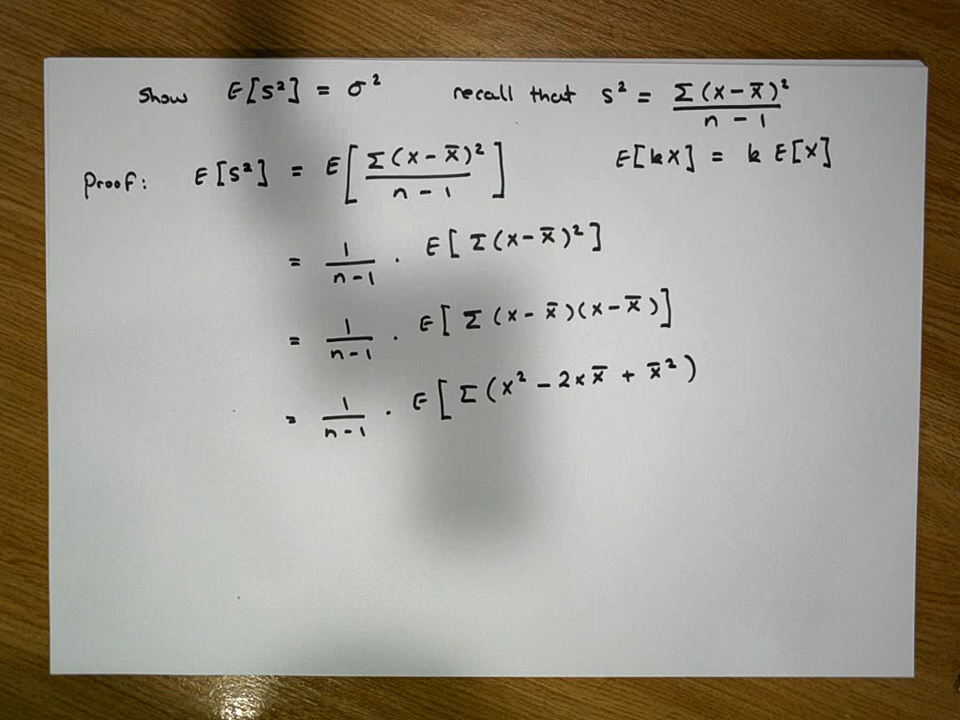 Show E[S²] = σ² recall that S² = Σ(x-x̄)²/n-1
Proof: E[S²] = E[Σ(x-x̄)²/n-1] E[kX] = k E[X]
= 1/n-1 · E[Σ(x-x̄)²]
= 1/n-1 · E[Σ(x-x̄)(x-x̄)]
= 1/n-1 · E[Σ(x² - 2xx̄ + x̄²)